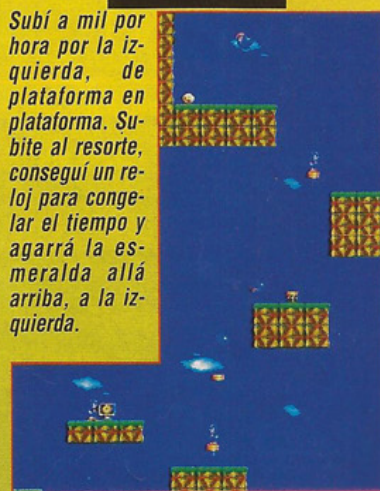 Subí a mil por
hora por la iz-
quierda, de
plataforma en
plataforma. Su-
bite al resorte,
conseguí un re-
loj para conge-
lar el tiempo y
agarrá la es-
meralda allá
arriba, a la iz-
quierda.